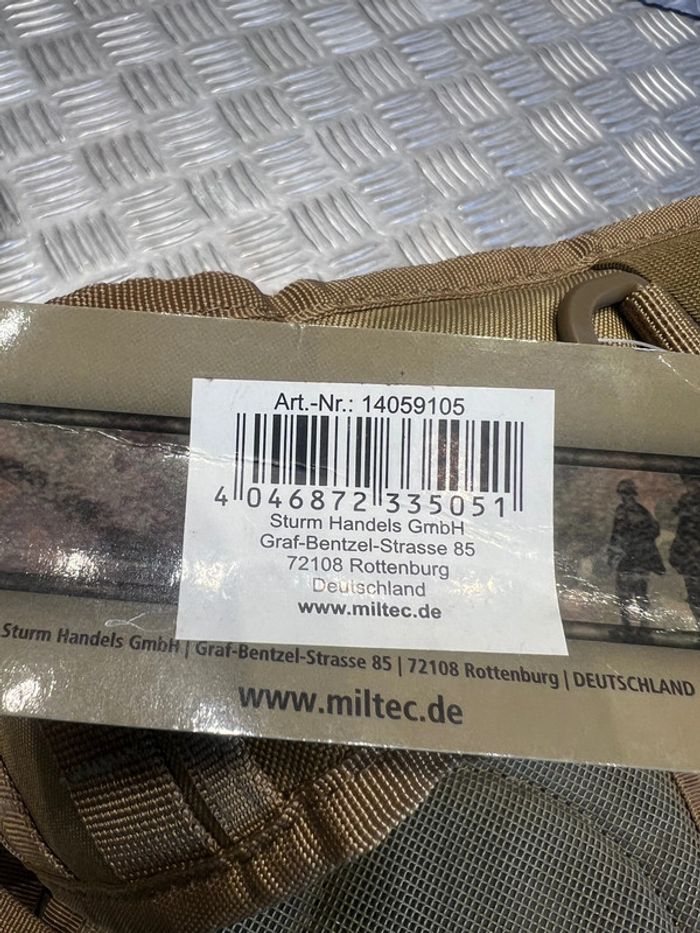 Art.-Nr.: 14059105
4 046872 335051
Sturm Handels GmbH
Graf-Bentzel-Strasse 85
72108 Rottenburg
Deutschland
www.miltec.de
Sturm Handels GmbH | Graf-Bentzel-Strasse 85 | 72108 Rottenburg | DEUTSCHLAND
www.miltec.de